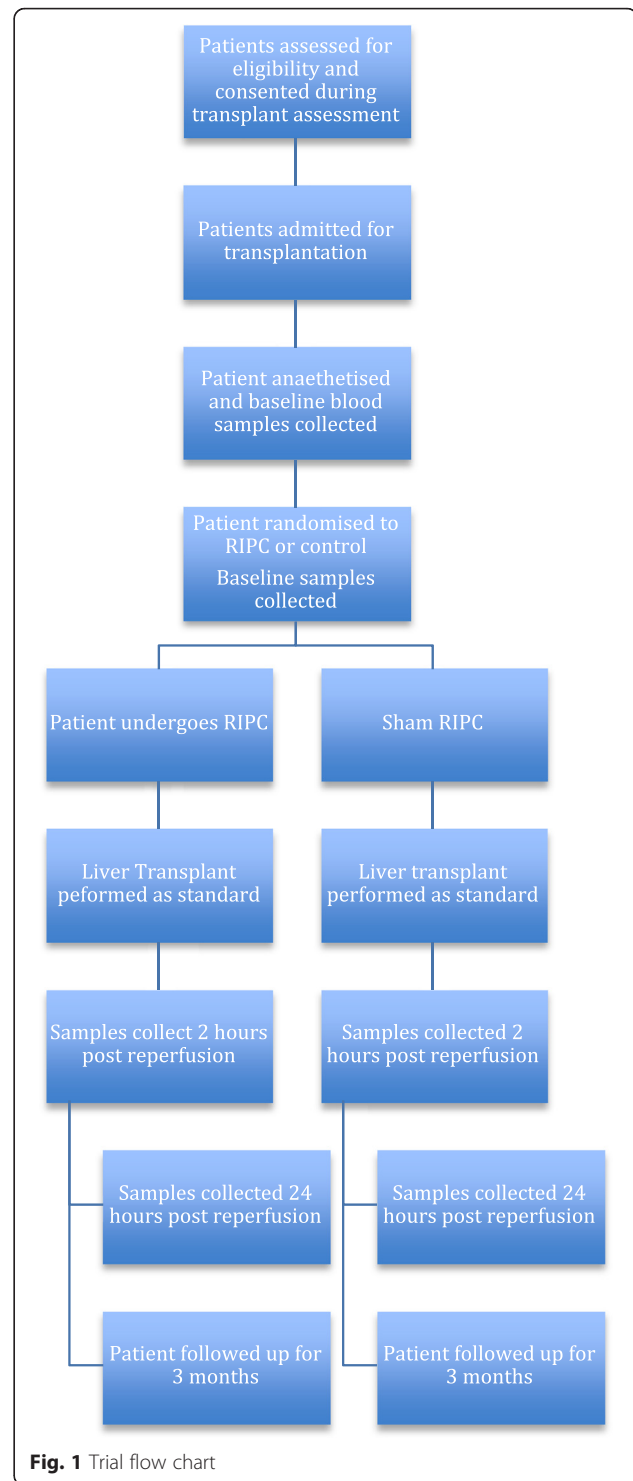 Patients assessed for
eligibility and
consented during
transplant assessment
Patients admitted for
transplantation
Patient anaethetised
and baseline blood
samples collected
Patient randomised to
RIPC or control
Baseline samples
collected
Patient undergoes RIPC
Sham RIPC
Liver Transplant
peformed as standard
Liver transplant
performed as standard
Samples collect 2 hours
post reperfusion
Samples collected 2
hours post reperfusion
Samples collected 24
hours post reperfusion
Samples collected 24
hours post reperfusion
Patient followed up for
3 months
Patient followed up for
3 months
Fig. 1 Trial flow chart